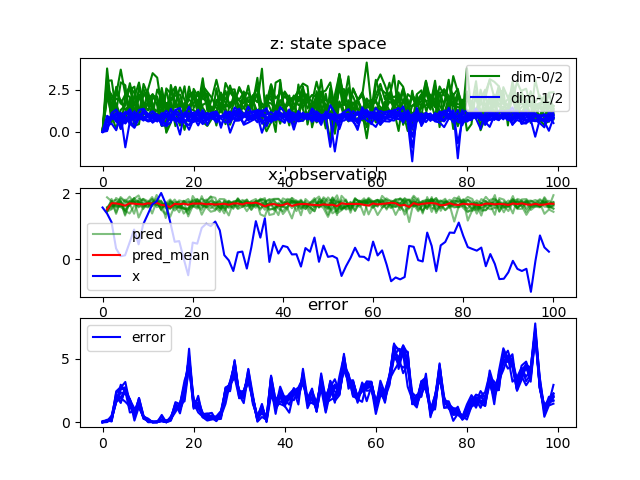 z: state space
2.5
0.0
dim-0/2
dim-1/2
0 20 40 60 80 100
x: observation
2
0
pred
pred_mean
x
0 20 40 60 80 100
error
5
0
error
0 20 40 60 80 100